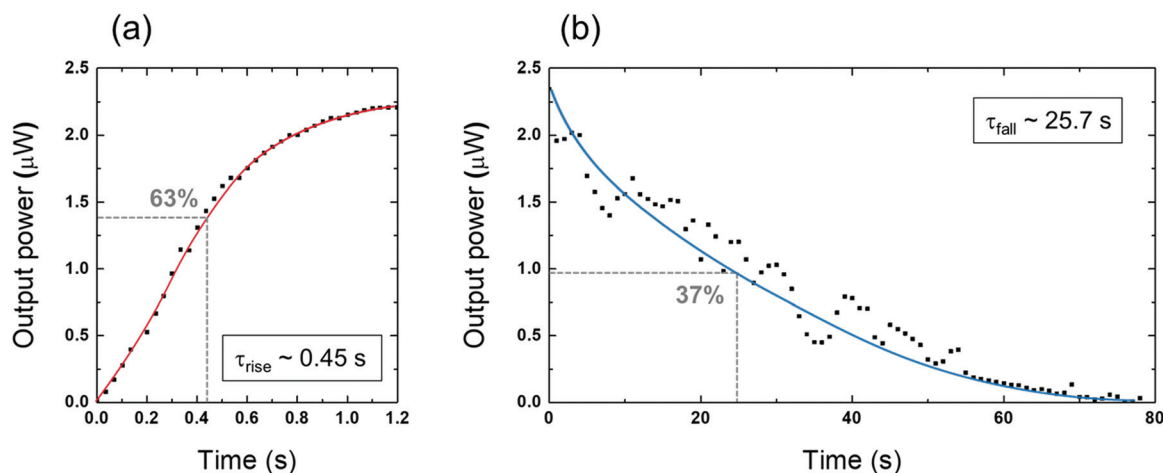 (a)
(b)
2.5
2.0
1.5
1.0
0.5
0.0
Output power (μW)
63%
τrise ~ 0.45 s
0.0 0.2 0.4 0.6 0.8 1.0 1.2
Time (s)
2.5
2.0
1.5
1.0
0.5
0.0
Output power (μW)
τfall ~ 25.7 s
37%
0 20 40 60 80
Time (s)